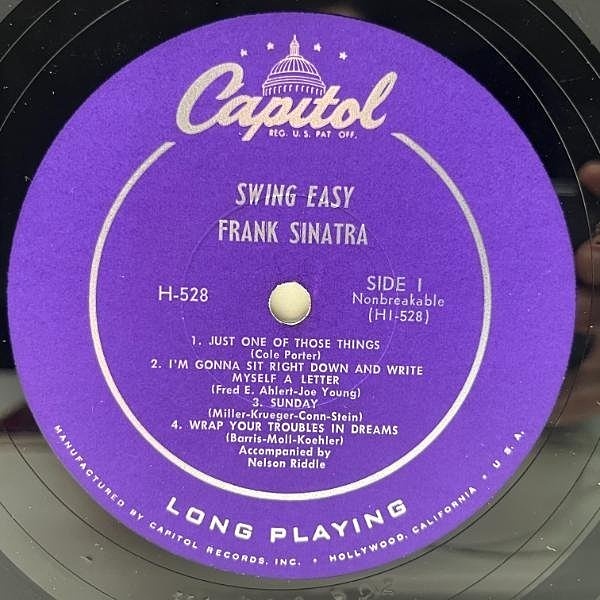 Capitol
REG. U.S. PAT. OFF.
SWING EASY
FRANK SINATRA
H-528
SIDE 1
Nonbreakable
(H1-528)
1. JUST ONE OF THOSE THINGS
(Cole Porter)
2. I'M GONNA SIT RIGHT DOWN AND WRITE
MYSELF A LETTER
(Fred E. Ahlert-Joe Young)
3. SUNDAY
(Miller-Krueger-Conn-Stein)
4. WRAP YOUR TROUBLES IN DREAMS
(Barris-Moll-Koehler)
Accompanied by
Nelson Riddle
LONG PLAYING
MANUFACTURED BY CAPITOL RECORDS, INC. • HOLLYWOOD, CALIFORNIA • U.S.A.